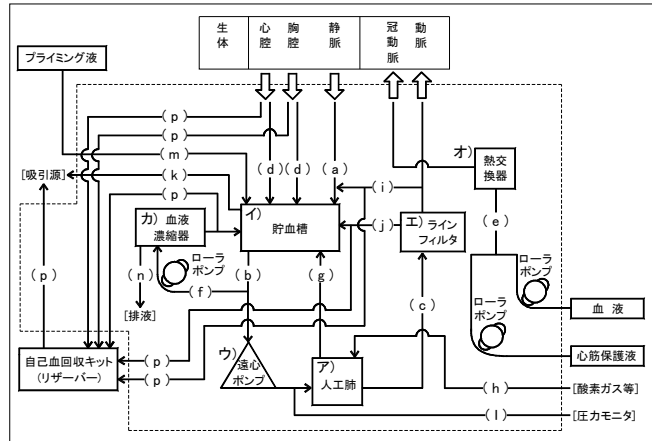 生体
心腔
胸腔
静脈
冠動脈
動脈
プライミング液
( p )
( p )
( m )
( k )
( p )
[吸引源]
( d )
( d )
( a )
( i )
( j )
オ)
熱交
換器
カ) 血液
濃縮器
イ)
貯血槽
エ) ライン
フィルタ
( e )
ローラ
ポンプ
( n )
( f )
( b )
( g )
( c )
ローラ
ポンプ
ローラ
ポンプ
[排液]
( p )
血 液
心筋保護液
自己血回収キット
(リザーバー)
( p )
( p )
ウ)
遠心
ポンプ
ア)
人工肺
( h )
[酸素ガス等]
( l )
[圧力モニタ]